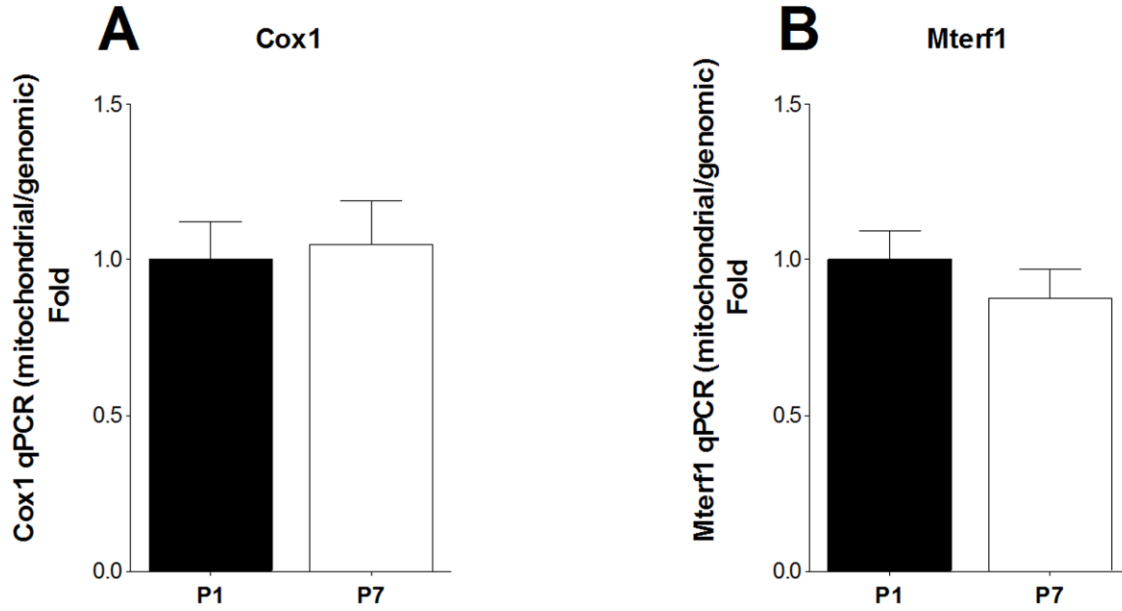 A
Cox1
Cox1 qPCR (mitochondrial/genomic)
Fold
1.5
1.0
0.5
0.0
P1 P7
B
Mterf1
Mterf1 qPCR (mitochondrial/genomic)
Fold
1.5
1.0
0.5
0.0
P1 P7